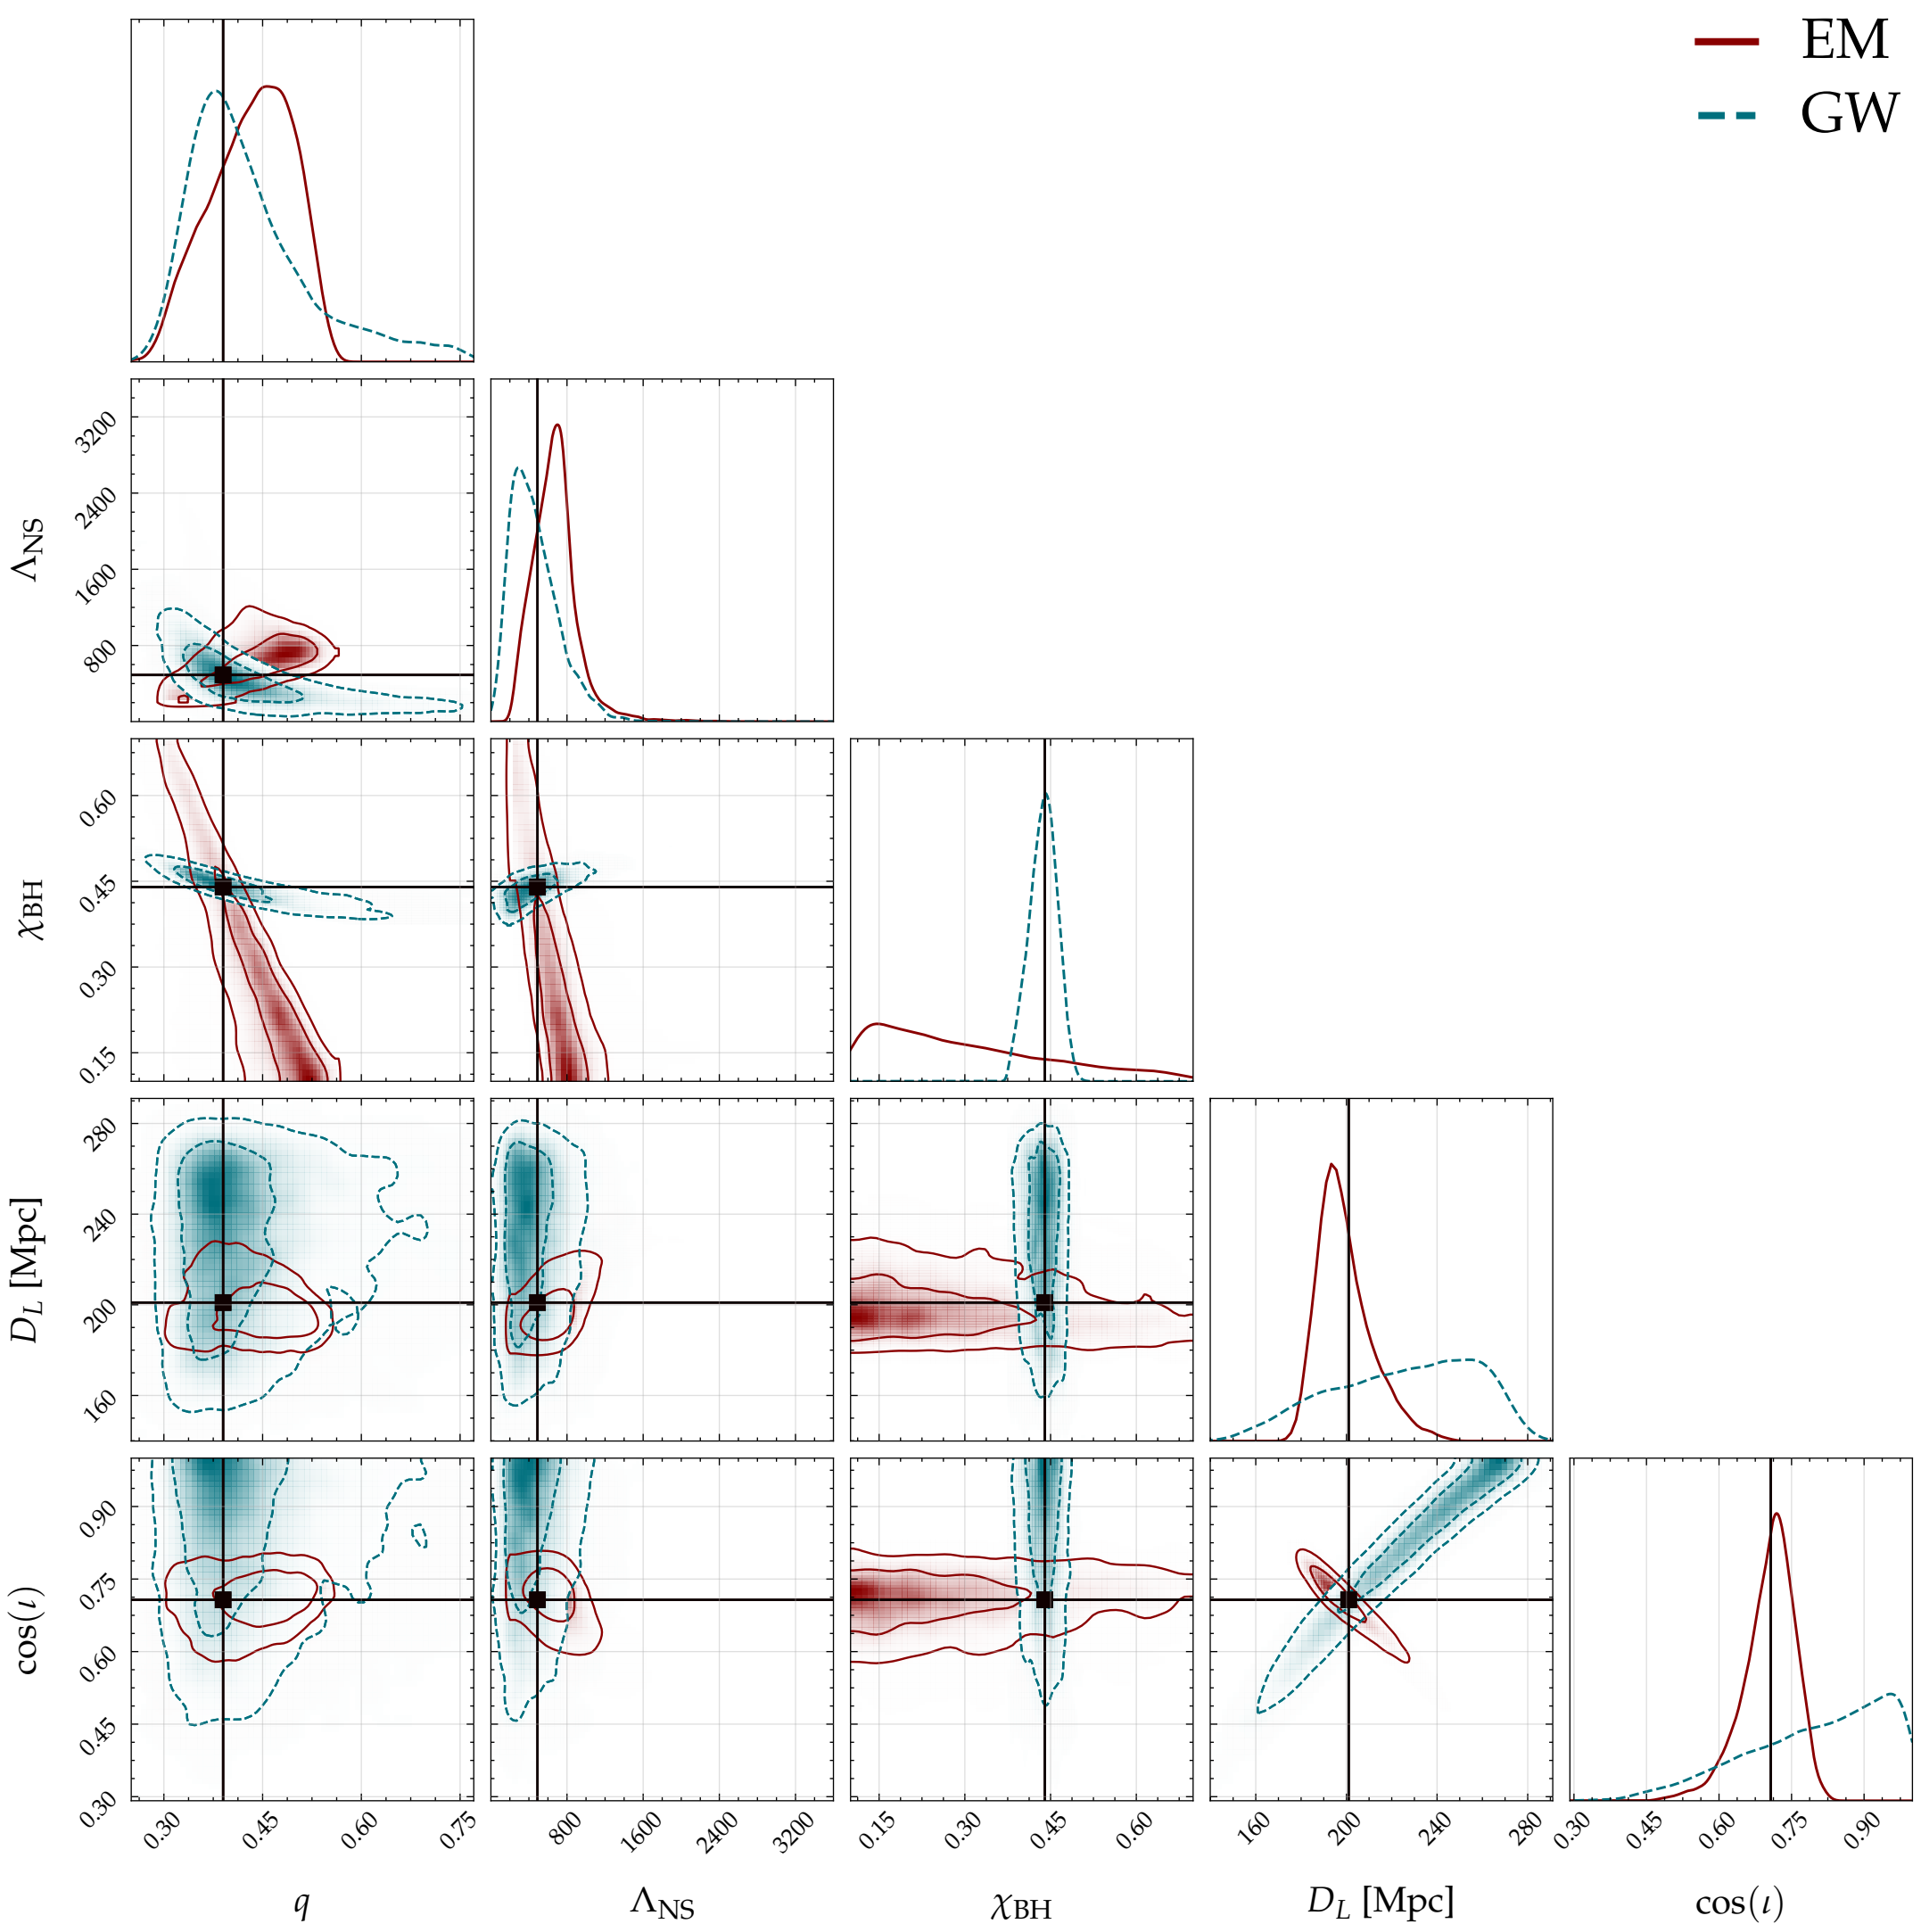 EM
GW
Λ_NS
3200
2400
1600
800
χ_BH
0.60
0.45
0.30
0.15
D_L [Mpc]
280
240
200
160
cos(ι)
0.90
0.75
0.60
0.45
0.30
0.30 0.45 0.60 0.75
800 1600 2400 3200
0.15 0.30 0.45 0.60
160 200 240 280
0.30 0.45 0.60 0.75 0.90
q Λ_NS χ_BH D_L [Mpc] cos(ι)